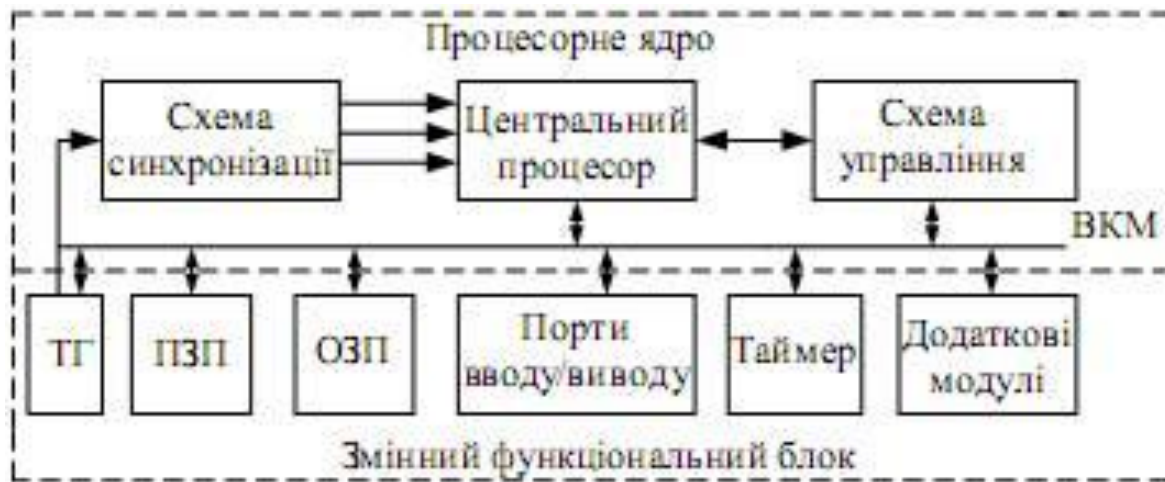 Процесорне ядро
Схема
синхронізації
Центральний
процесор
Схема
управління
ВКМ
ТГ
ПЗП
ОЗП
Порти
вводу/виводу
Таймер
Додаткові
модулі
Змінний функціональний блок